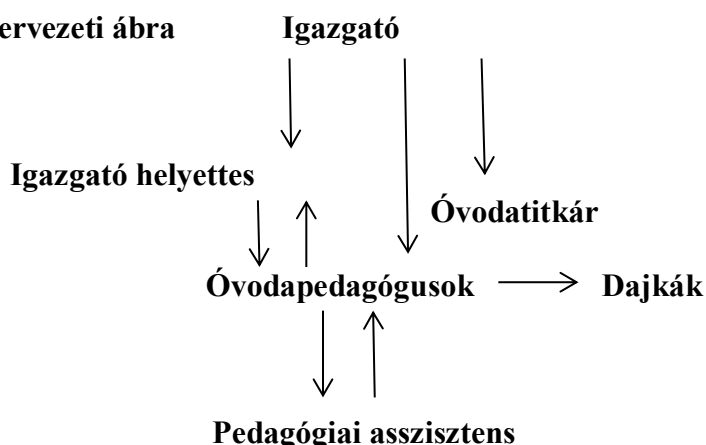 ervezeti ábra Igazgató
Igazgató helyettes
Óvodatitkár
Óvodapedagógusok Dajkák
Pedagógiai asszisztens